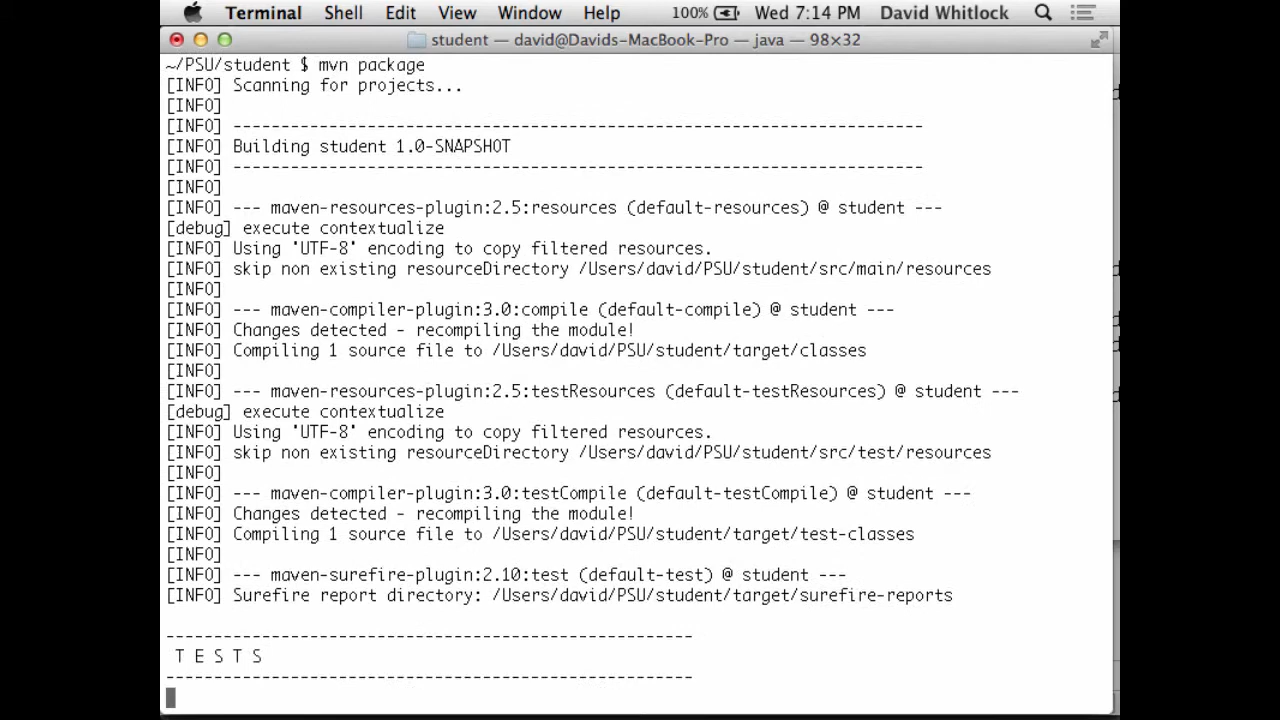 Terminal Shell Edit View Window Help 100% Wed 7:14 PM David Whitlock
student — david@Davids-MacBook-Pro — java — 98×32
~/PSU/student $ mvn package
[INFO] Scanning for projects...
[INFO]
[INFO] ------------------------------------------------------------------------
[INFO] Building student 1.0-SNAPSHOT
[INFO] ------------------------------------------------------------------------
[INFO]
[INFO] --- maven-resources-plugin:2.5:resources (default-resources) @ student ---
[debug] execute contextualize
[INFO] Using 'UTF-8' encoding to copy filtered resources.
[INFO] skip non existing resourceDirectory /Users/david/PSU/student/src/main/resources
[INFO]
[INFO] --- maven-compiler-plugin:3.0:compile (default-compile) @ student ---
[INFO] Changes detected - recompiling the module!
[INFO] Compiling 1 source file to /Users/david/PSU/student/target/classes
[INFO]
[INFO] --- maven-resources-plugin:2.5:testResources (default-testResources) @ student ---
[debug] execute contextualize
[INFO] Using 'UTF-8' encoding to copy filtered resources.
[INFO] skip non existing resourceDirectory /Users/david/PSU/student/src/test/resources
[INFO]
[INFO] --- maven-compiler-plugin:3.0:testCompile (default-testCompile) @ student ---
[INFO] Changes detected - recompiling the module!
[INFO] Compiling 1 source file to /Users/david/PSU/student/target/test-classes
[INFO]
[INFO] --- maven-surefire-plugin:2.10:test (default-test) @ student ---
[INFO] Surefire report directory: /Users/david/PSU/student/target/surefire-reports
-------------------------------------------------------
T E S T S
-------------------------------------------------------